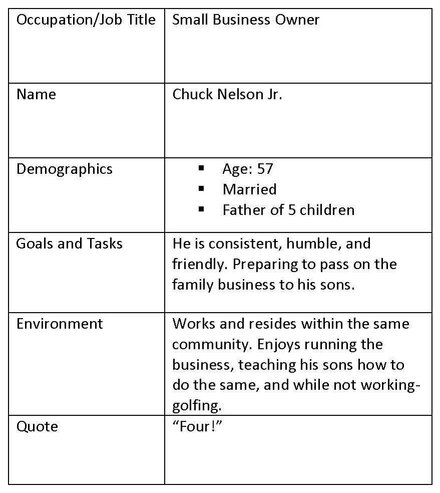 Occupation/Job Title
Small Business Owner
Name
Chuck Nelson Jr.
Demographics
▪ Age: 57
▪ Married
▪ Father of 5 children
Goals and Tasks
He is consistent, humble, and
friendly. Preparing to pass on the
family business to his sons.
Environment
Works and resides within the same
community. Enjoys running the
business, teaching his sons how to
do the same, and while not working-
golfing.
Quote
“Four!”